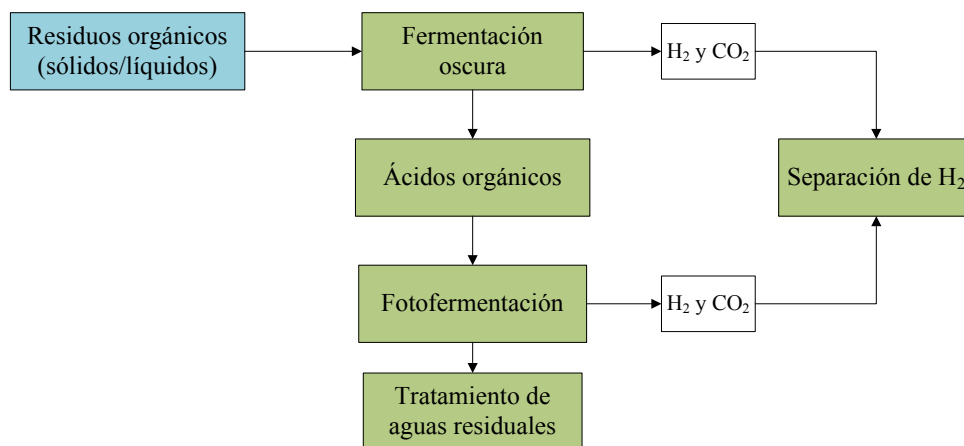 Residuos orgánicos
(sólidos/líquidos)
Fermentación
oscura
H₂ y CO₂
Ácidos orgánicos
Separación de H₂
Fotofermentación
H₂ y CO₂
Tratamiento de
aguas residuales